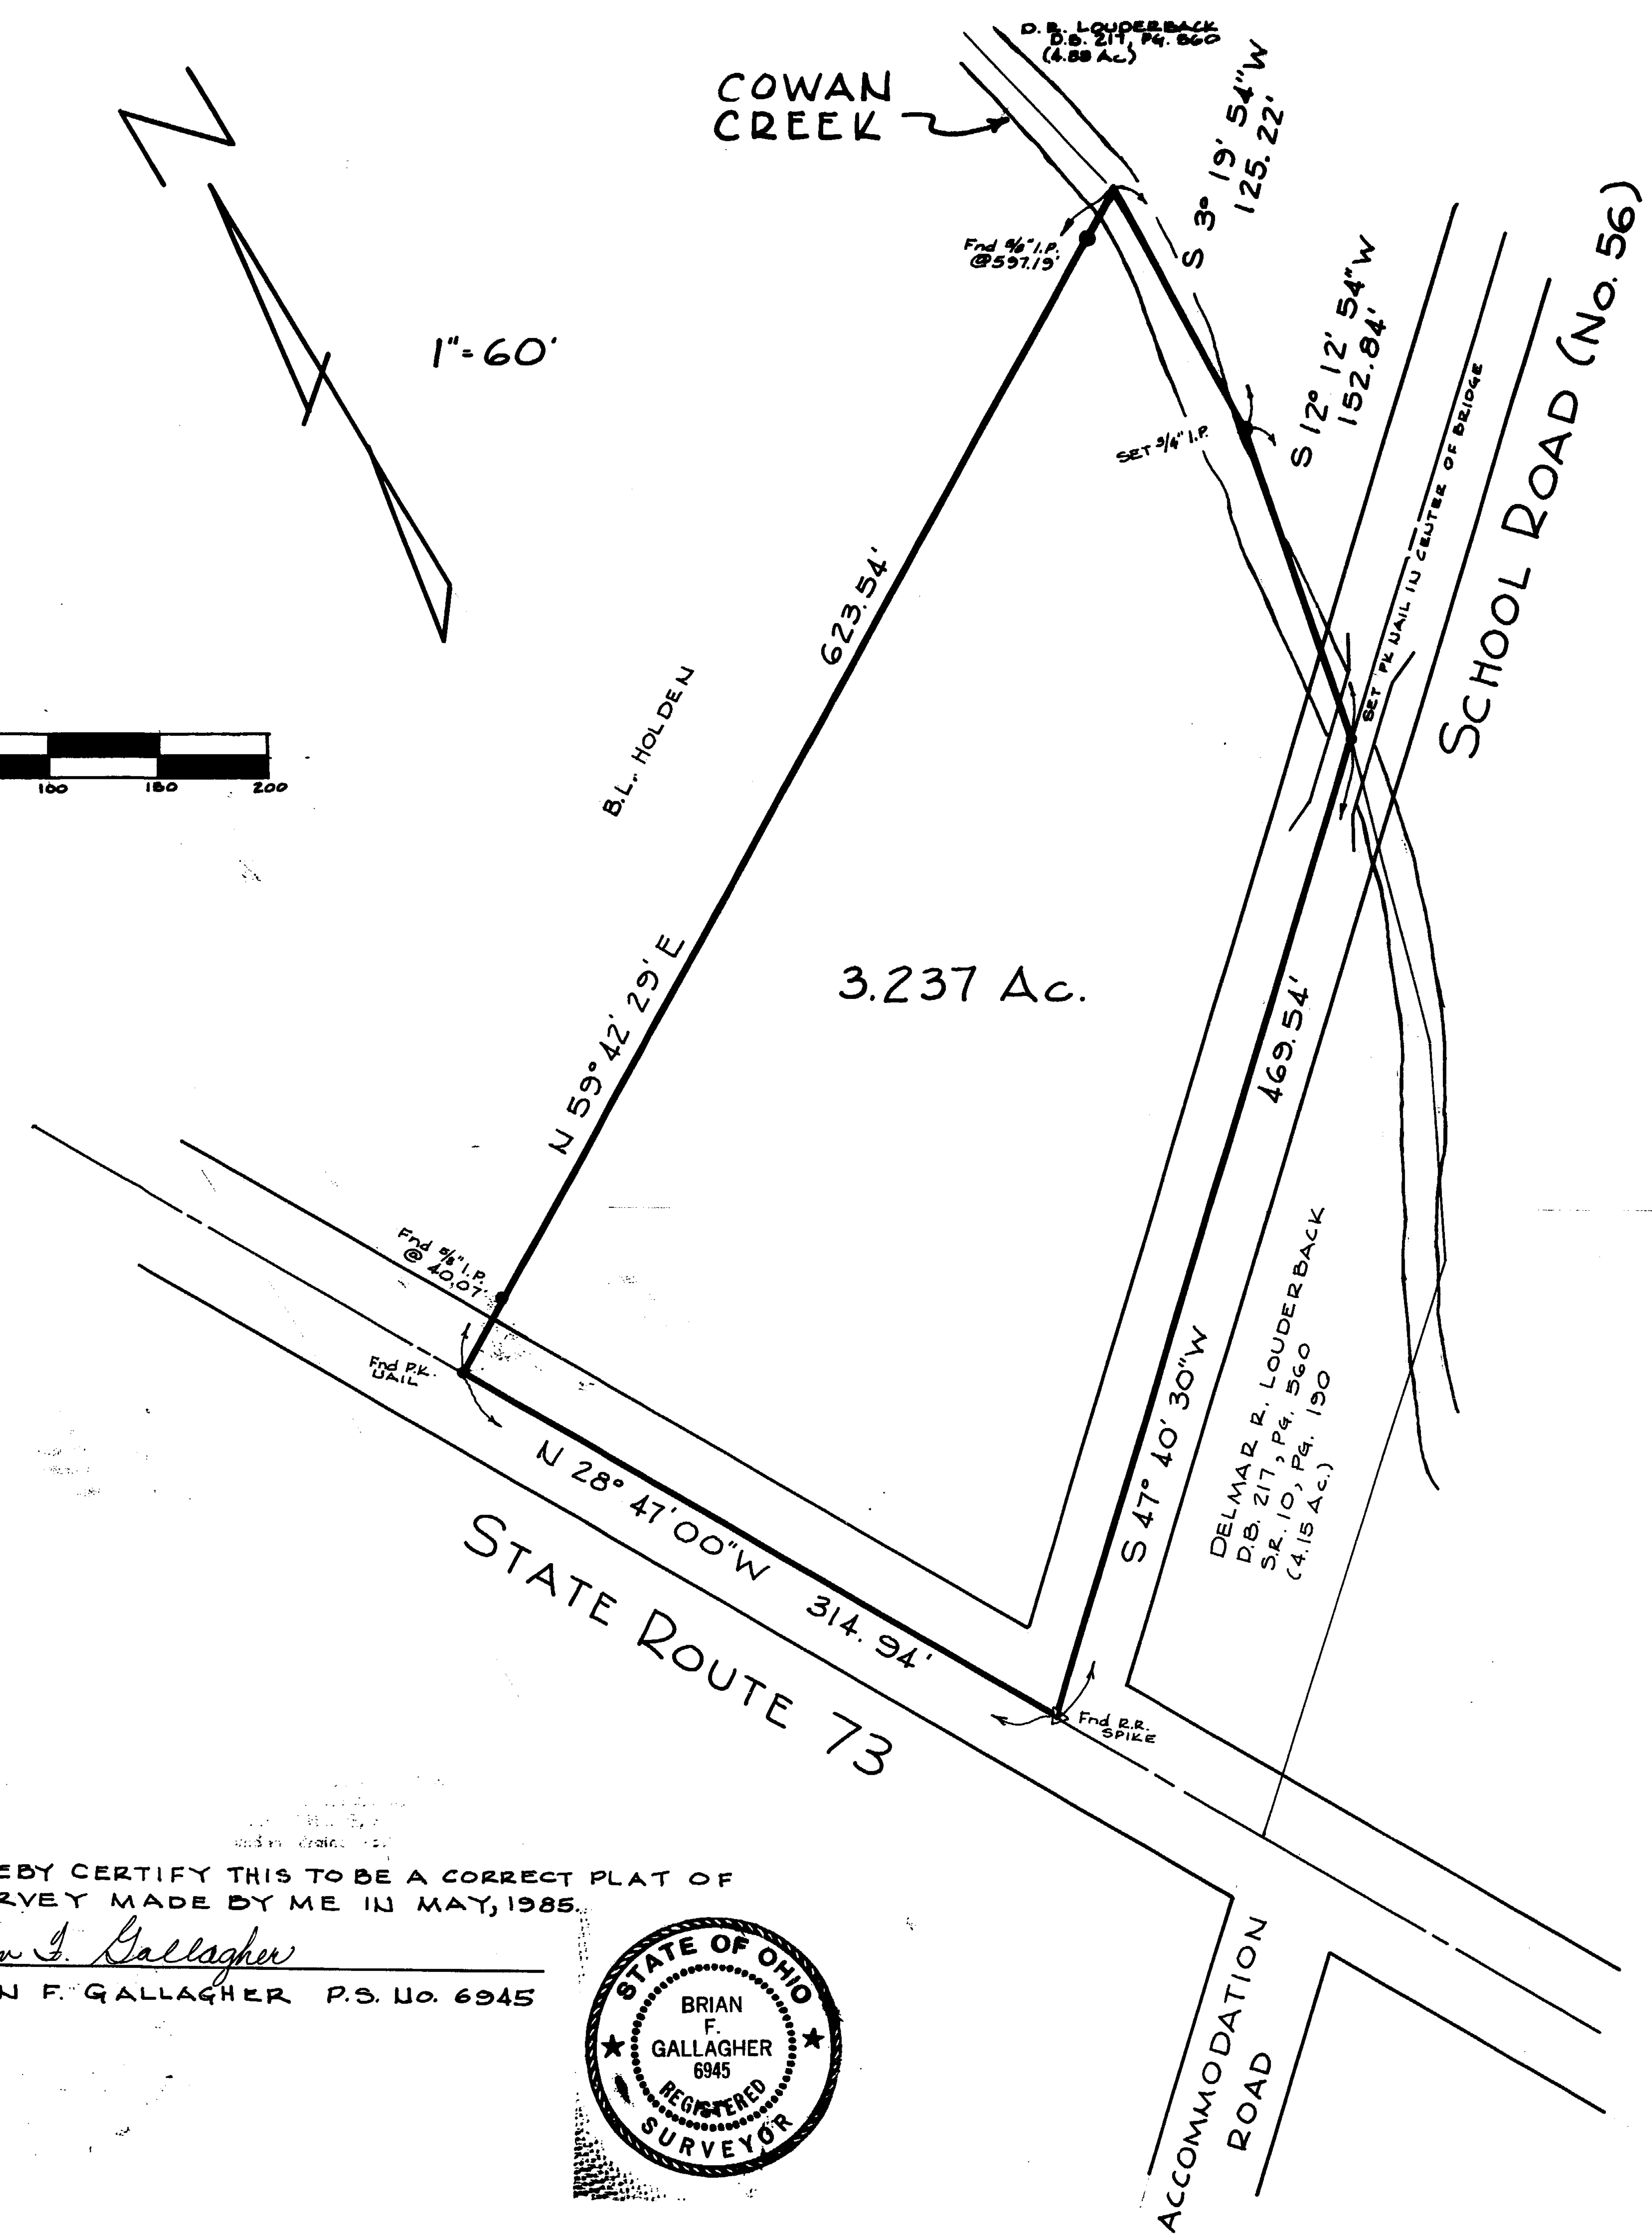 D. R. LOUDERBACK
D.B. 217, PG. 560
(4.88 Ac)
COWAN
CREEK
S 3° 19' 54"W
125.22'
Fnd 5/8" I.P.
@597.19'
1"=60'
S 12° 12' 54"W
152.84'
SET 3/4" I.P.
SET PK NAIL IN CENTER OF BRIDGE
SCHOOL ROAD (No. 56)
623.54'
B.L. HOLDEN
100 150 200
N 59° 42' 29' E
3.237 Ac.
469.54'
Fnd 5/8" I.P.
@ 40.07'
Fnd P.K.
NAIL
S 47° 40' 30"W
DELMAR R. LOUDERBACK
D.B. 217, PG. 560
S.R. 10, PG. 190
(4.15 Ac.)
N 28° 47' 00"W 314.94'
STATE ROUTE 73
Fnd R.R.
SPIKE
EBY CERTIFY THIS TO BE A CORRECT PLAT OF
RVEY MADE BY ME IN MAY, 1985.
n F. Gallagher
N F. GALLAGHER P.S. NO. 6945
STATE OF OHIO
BRIAN
F.
GALLAGHER
6945
REGISTERED
SURVEYOR
ACCOMMODATION
ROAD